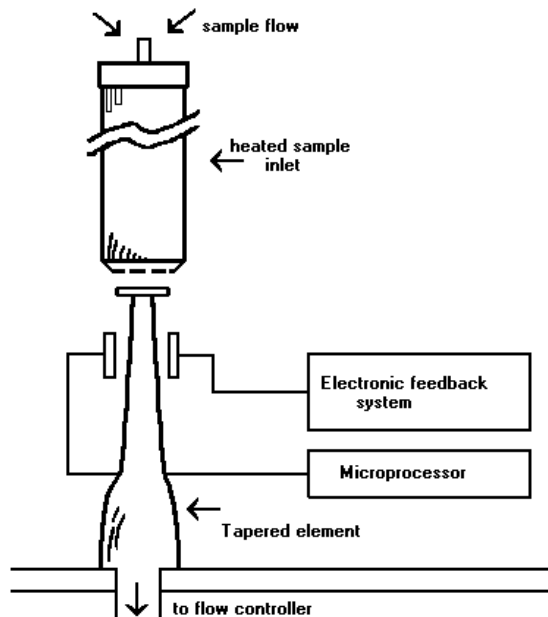 sample flow
heated sample
inlet
Electronic feedback
system
Microprocessor
Tapered element
to flow controller